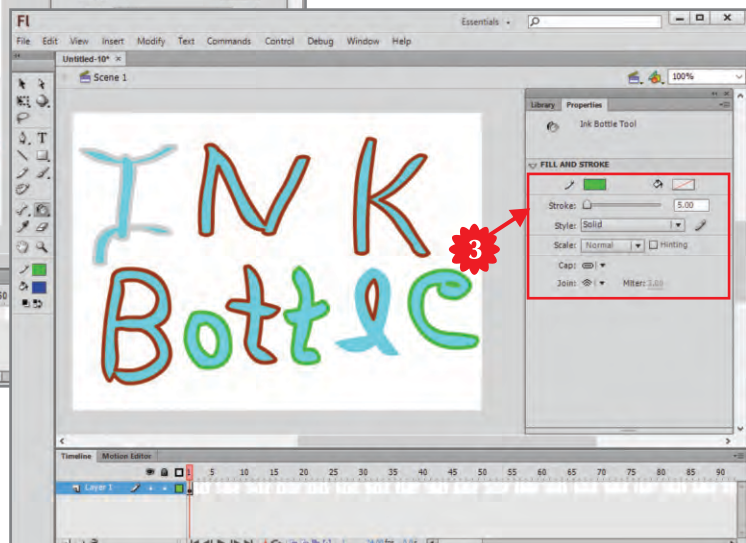 Fl
Essentials
File Edit View Insert Modify Text Commands Control Debug Window Help
Untitled-10* ×
Scene 1
100%
Library Properties
Ink Bottle Tool
FILL AND STROKE
Stroke: 5.00
Style: Solid
Scale: Normal Hinting
Cap:
Join: Miter: 3.00
3
INK
Bottle
T
Timeline Motion Editor
1 5 10 15 20 25 30 35 40 45 50 55 60 65 70 75 80 85 90
Layer 1